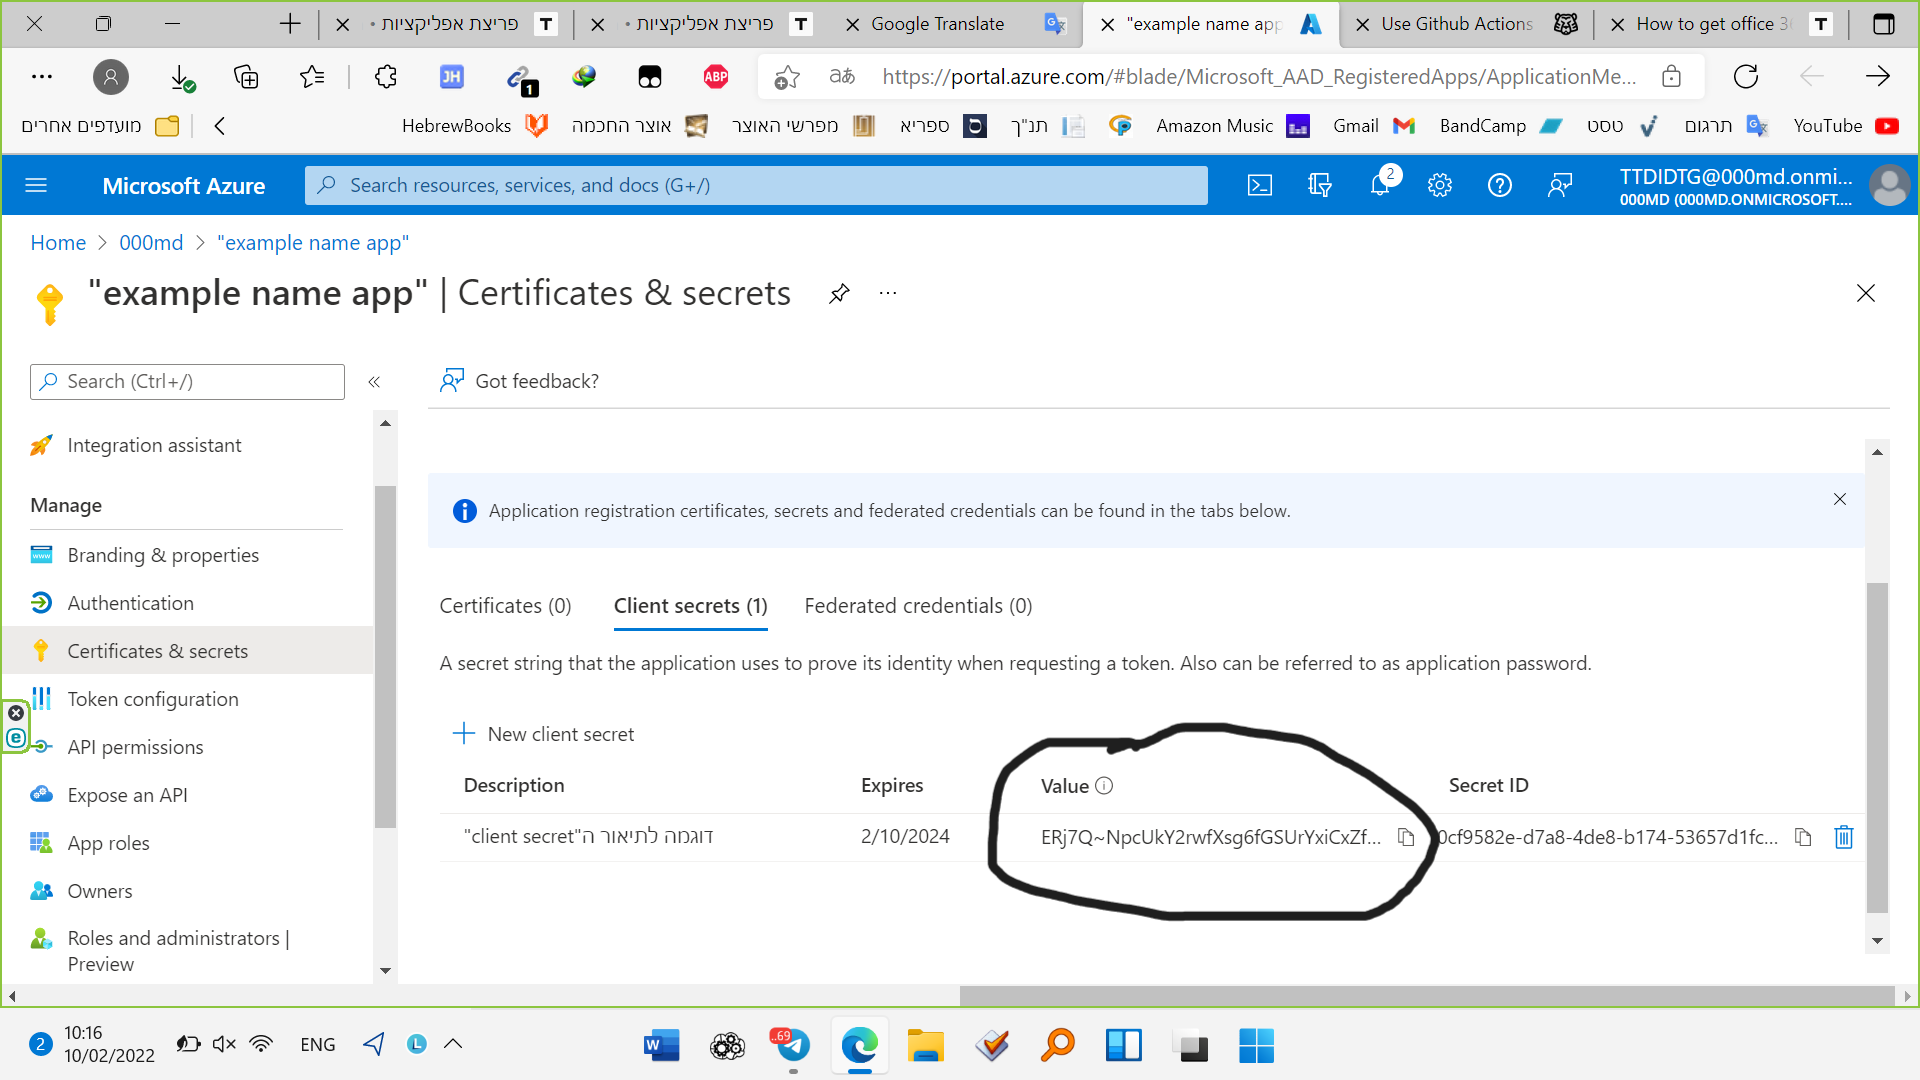 פריצת אפליקציות
פריצת אפליקציות
Google Translate
"example name app
Use Github Actions
How to get office 36
https://portal.azure.com/#blade/Microsoft_AAD_RegisteredApps/ApplicationMe...
מועדפים אחרים
HebrewBooks
אוצר החכמה
מפרשי האוצר
ספריא
תנ"ך
Amazon Music
Gmail
BandCamp
טסט
תרגום
YouTube
Microsoft Azure
Search resources, services, and docs (G+/)
2
TTDIDTG@000md.onmi...
000MD (000MD.ONMICROSOFT....
Home > 000md > "example name app"
"example name app" | Certificates & secrets
Search (Ctrl+/)
Got feedback?
Integration assistant
Manage
Branding & properties
Authentication
Certificates & secrets
Token configuration
API permissions
Expose an API
App roles
Owners
Roles and administrators |
Preview
Application registration certificates, secrets and federated credentials can be found in the tabs below.
Certificates (0) Client secrets (1) Federated credentials (0)
A secret string that the application uses to prove its identity when requesting a token. Also can be referred to as application password.
New client secret
Description Expires Value Secret ID
דוגמה לתיאור ה"client secret" 2/10/2024 ERj7Q~NpcUkY2rwfXsg6fGSUrYxiCxZf... 0cf9582e-d7a8-4de8-b174-53657d1fc...
2
10:16
10/02/2022
ENG
..69